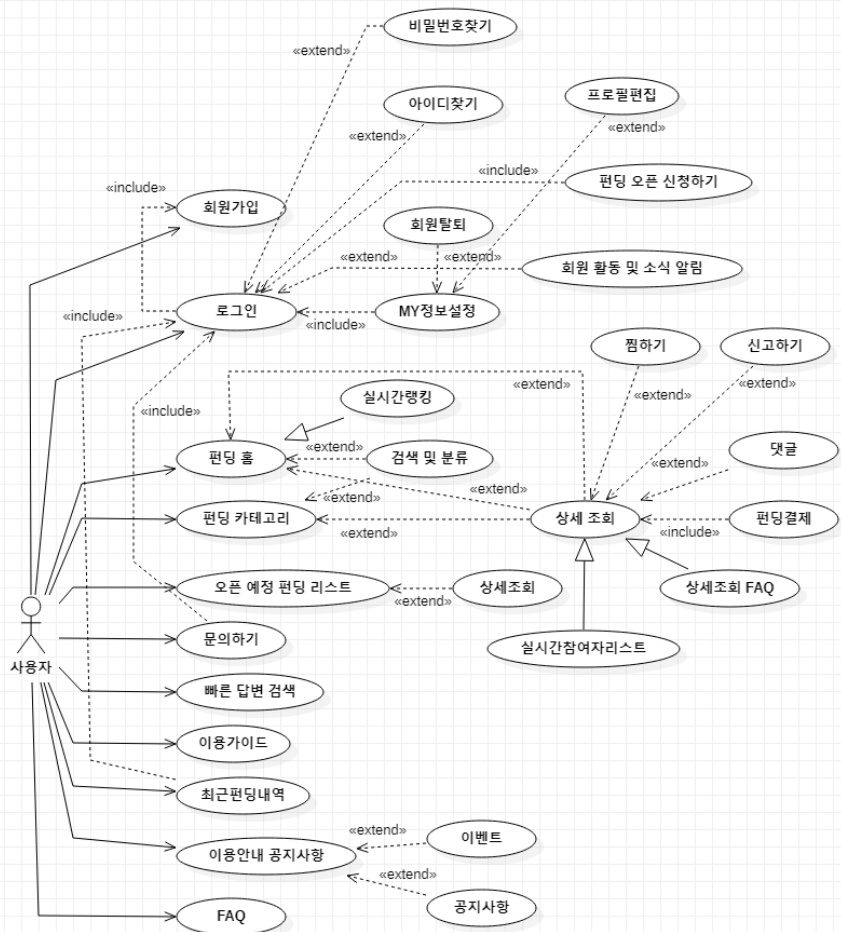 비밀번호찾기
«extend»
프로필편집
아이디찾기
«extend»
«extend»
«include»
펀딩 오픈 신청하기
«include»
회원가입
회원탈퇴
«extend»
«extend»
회원 활동 및 소식 알림
로그인
MY정보설정
«include»
«include»
찜하기
신고하기
«extend»
«extend»
실시간랭킹
«extend»
«include»
«extend»
댓글
펀딩 홈
검색 및 분류
«extend»
«extend»
«extend»
펀딩 카테고리
상세 조회
펀딩결제
«extend»
«include»
오픈 예정 펀딩 리스트
상세조회
상세조회 FAQ
«extend»
문의하기
실시간참여자리스트
사용자
빠른 답변 검색
이용가이드
최근펀딩내역
«extend»
이벤트
이용안내 공지사항
«extend»
공지사항
FAQ